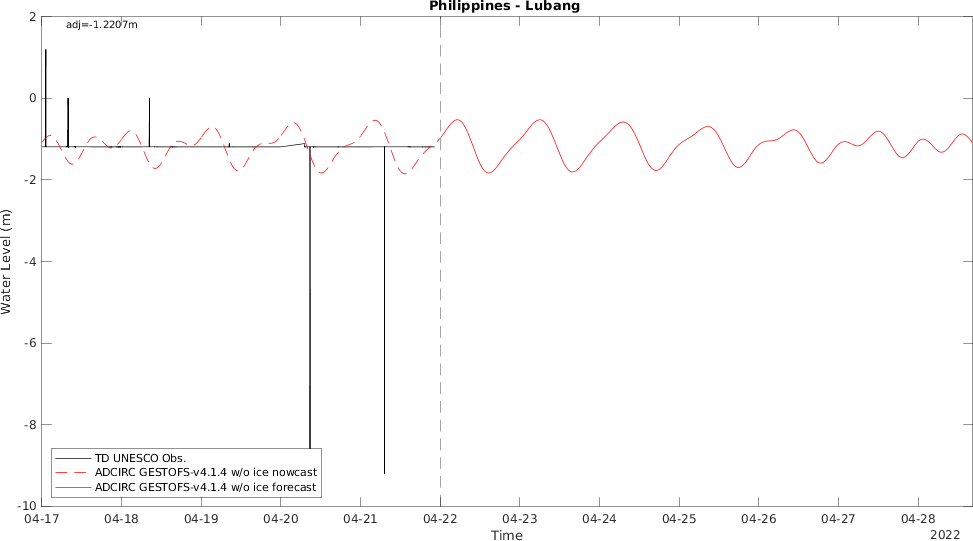 Philippines - Lubang
adj=-1.2207m
2
0
-2
-4
-6
-8
-10
Water Level (m)
TD UNESCO Obs.
ADCIRC GESTOFS-v4.1.4 w/o ice nowcast
ADCIRC GESTOFS-v4.1.4 w/o ice forecast
04-17 04-18 04-19 04-20 04-21 04-22 04-23 04-24 04-25 04-26 04-27 04-28
Time
2022